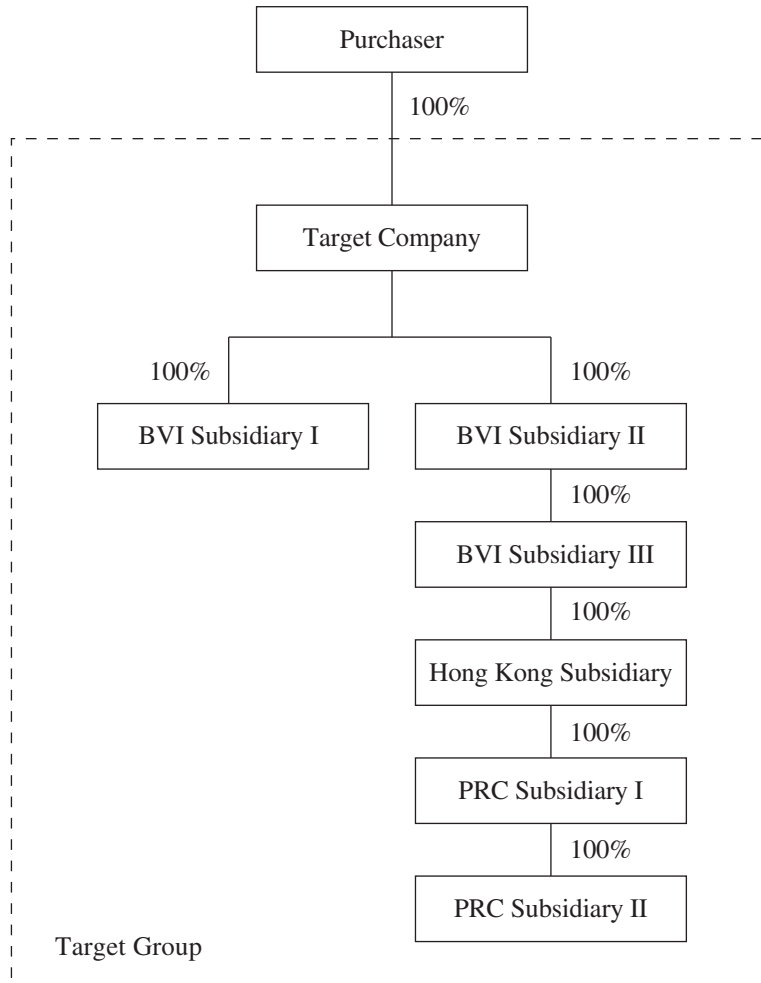 Purchaser
100%
Target Company
100%
100%
BVI Subsidiary I
BVI Subsidiary II
100%
BVI Subsidiary III
100%
Hong Kong Subsidiary
100%
PRC Subsidiary I
100%
PRC Subsidiary II
Target Group